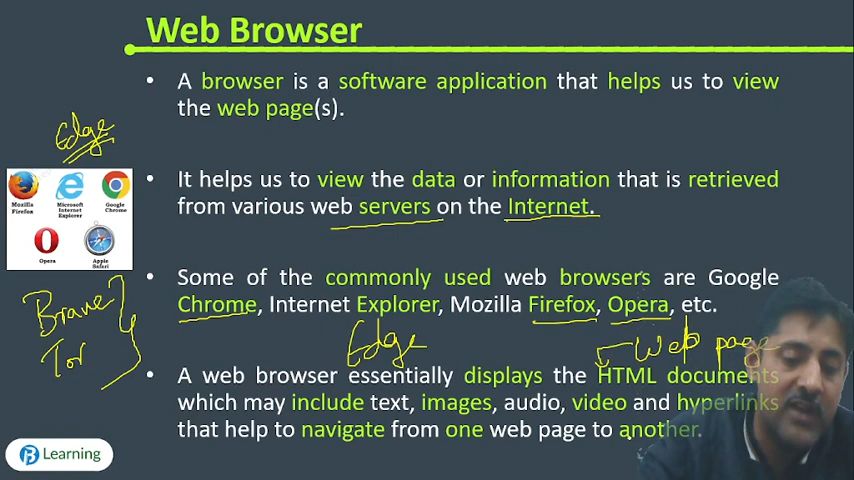 Web Browser
• A browser is a software application that helps us to view
the web page(s).
Edge
• It helps us to view the data or information that is retrieved
from various web servers on the Internet.
Mozilla Firefox
Microsoft Internet Explorer
Google Chrome
Opera
Apple Safari
• Some of the commonly used web browsers are Google
Chrome, Internet Explorer, Mozilla Firefox, Opera, etc.
Brave
Tor
Edge
Web page
• A web browser essentially displays the HTML documents
which may include text, images, audio, video and hyperlinks
that help to navigate from one web page to another.
Learning